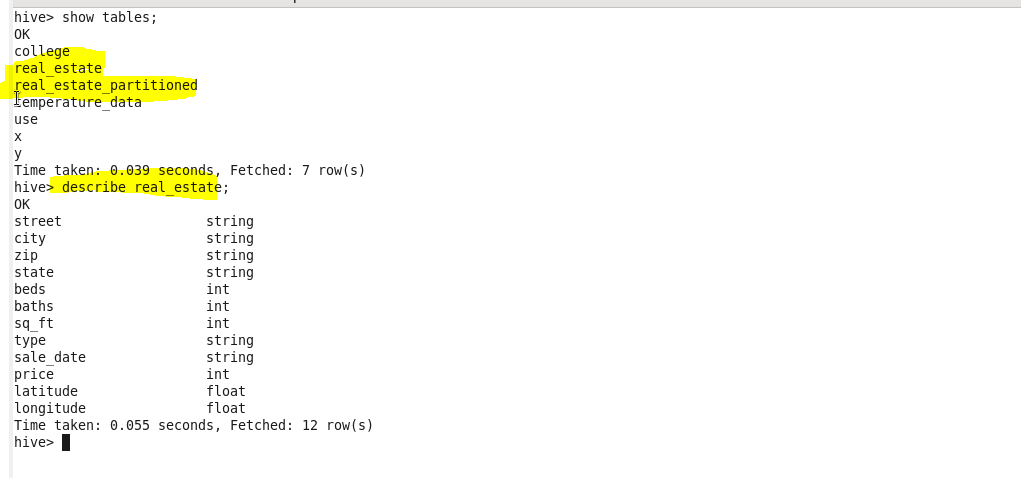 hive> show tables;
OK
college
real_estate
real_estate_partitioned
temperature_data
use
x
y
Time taken: 0.039 seconds, Fetched: 7 row(s)
hive> describe real_estate;
OK
street string
city string
zip string
state string
beds int
baths int
sq_ft int
type string
sale_date string
price int
latitude float
longitude float
Time taken: 0.055 seconds, Fetched: 12 row(s)
hive>